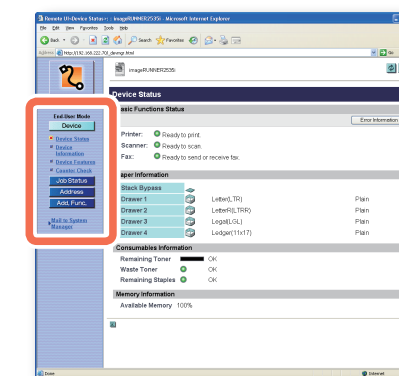 Remote UI<Device Status> : imageRUNNER2535i - Microsoft Internet Explorer
File Edit View Favorites Tools Help
Back Search Favorites
Address Go
imageRUNNER2535i
Device Status
End-User Mode
Device
Device Status
Device Information
Device Features
Counter Check
Job Status
Address
Add. Func.
Mail to System Manager
asic Functions Status
Error Information
Printer: Ready to print.
Scanner: Ready to scan.
Fax: Ready to send or receive fax.
aper Information
Stack Bypass
Drawer 1 Letter(LTR) Plain
Drawer 2 LetterR(LTRR) Plain
Drawer 3 Legal(LGL) Plain
Drawer 4 Ledger(11x17) Plain
Consumables Information
Remaining Toner OK
Waste Toner OK
Remaining Staples OK
Memory Information
Available Memory 100%
Done Internet